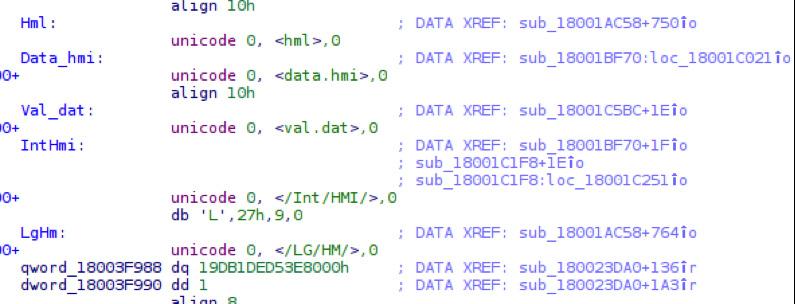 align 10h
Hml: ; DATA XREF: sub_18001AC58+750îo
unicode 0, <hml>,0
Data_hmi: ; DATA XREF: sub_18001BF70:loc_18001C021îo
00+ unicode 0, <data.hmi>,0
align 10h
Val_dat: ; DATA XREF: sub_18001C5BC+1Eîo
00+ unicode 0, <val.dat>,0
IntHmi: ; DATA XREF: sub_18001BF70+1Fîo
; sub_18001C1F8+1Eîo
; sub_18001C1F8:loc_18001C251îo
00+ unicode 0, </Int/HMI/>,0
db 'L',27h,9,0
LgHm: ; DATA XREF: sub_18001AC58+764îo
00+ unicode 0, </LG/HM/>,0
qword_18003F988 dq 19DB1DED53E8000h ; DATA XREF: sub_180023DA0+136îr
dword_18003F990 dd 1 ; DATA XREF: sub_180023DA0+1A3îr
align 8